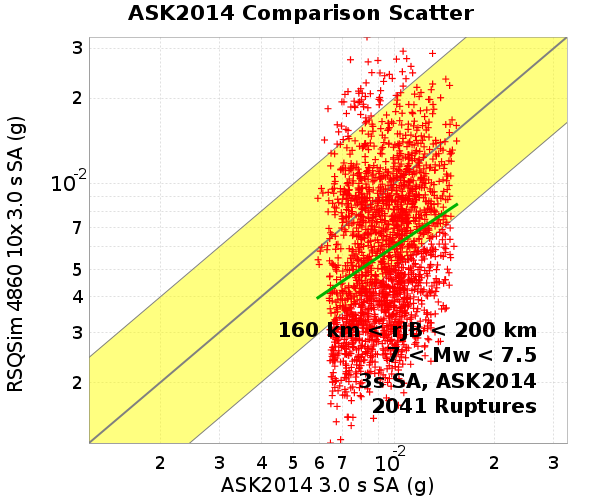 ASK2014 Comparison Scatter
RSQSim 4860 10x 3.0 s SA (g)
3
2
10-2
7
5
4
3
2
160 km < rJB < 200 km
7 < Mw < 7.5
3s SA, ASK2014
2041 Ruptures
2 3 4 5 6 7 10-2 2 3
ASK2014 3.0 s SA (g)